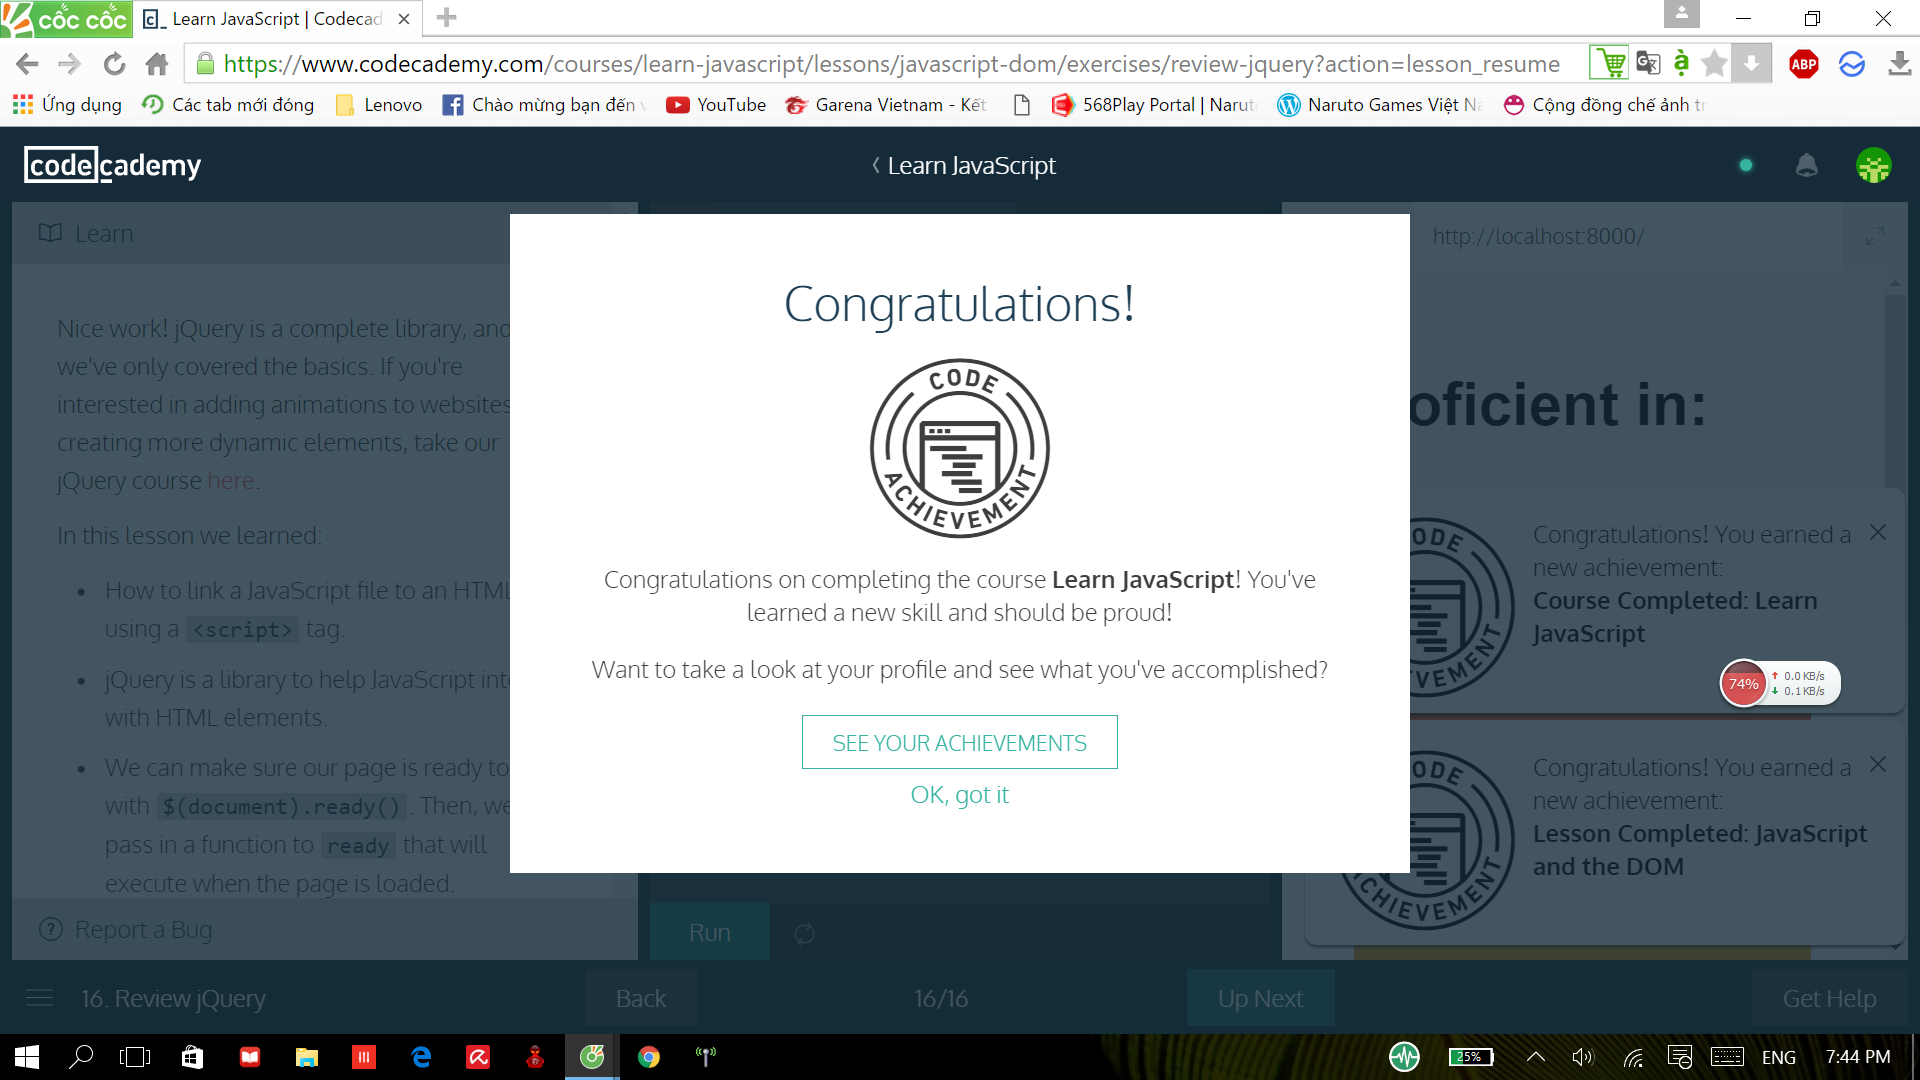 cốc cốc
Learn JavaScript | Codecad
https://www.codecademy.com/courses/learn-javascript/lessons/javascript-dom/exercises/review-jquery?action=lesson_resume
ABP
Ứng dụng
Các tab mới đóng
Lenovo
Chào mừng bạn đến
YouTube
Garena Vietnam - Kết
568Play Portal | Narut
Naruto Games Việt Na
Cộng đồng chế ảnh tr
codecademy
Learn JavaScript
Learn
Nice work! jQuery is a complete library, and
we've only covered the basics. If you're
interested in adding animations to websites
creating more dynamic elements, take our
jQuery course here.
In this lesson we learned:
How to link a JavaScript file to an HTML
using a <script> tag.
jQuery is a library to help JavaScript int
with HTML elements.
We can make sure our page is ready to
with $(document).ready(). Then, we
pass in a function to ready that will
execute when the page is loaded.
Report a Bug
Congratulations!
CODE
ACHIEVEMENT
Congratulations on completing the course Learn JavaScript! You've
learned a new skill and should be proud!
Want to take a look at your profile and see what you've accomplished?
SEE YOUR ACHIEVEMENTS
OK, got it
Run
http://localhost:8000/
oficient in:
ODE
ACHIEVEMENT
Congratulations! You earned a
new achievement:
Course Completed: Learn
JavaScript
74%
0.0 KB/s
0.1 KB/s
ODE
ACHIEVEMENT
Congratulations! You earned a
new achievement:
Lesson Completed: JavaScript
and the DOM
16. Review jQuery
Back
16/16
Up Next
Get Help
25%
ENG
7:44 PM